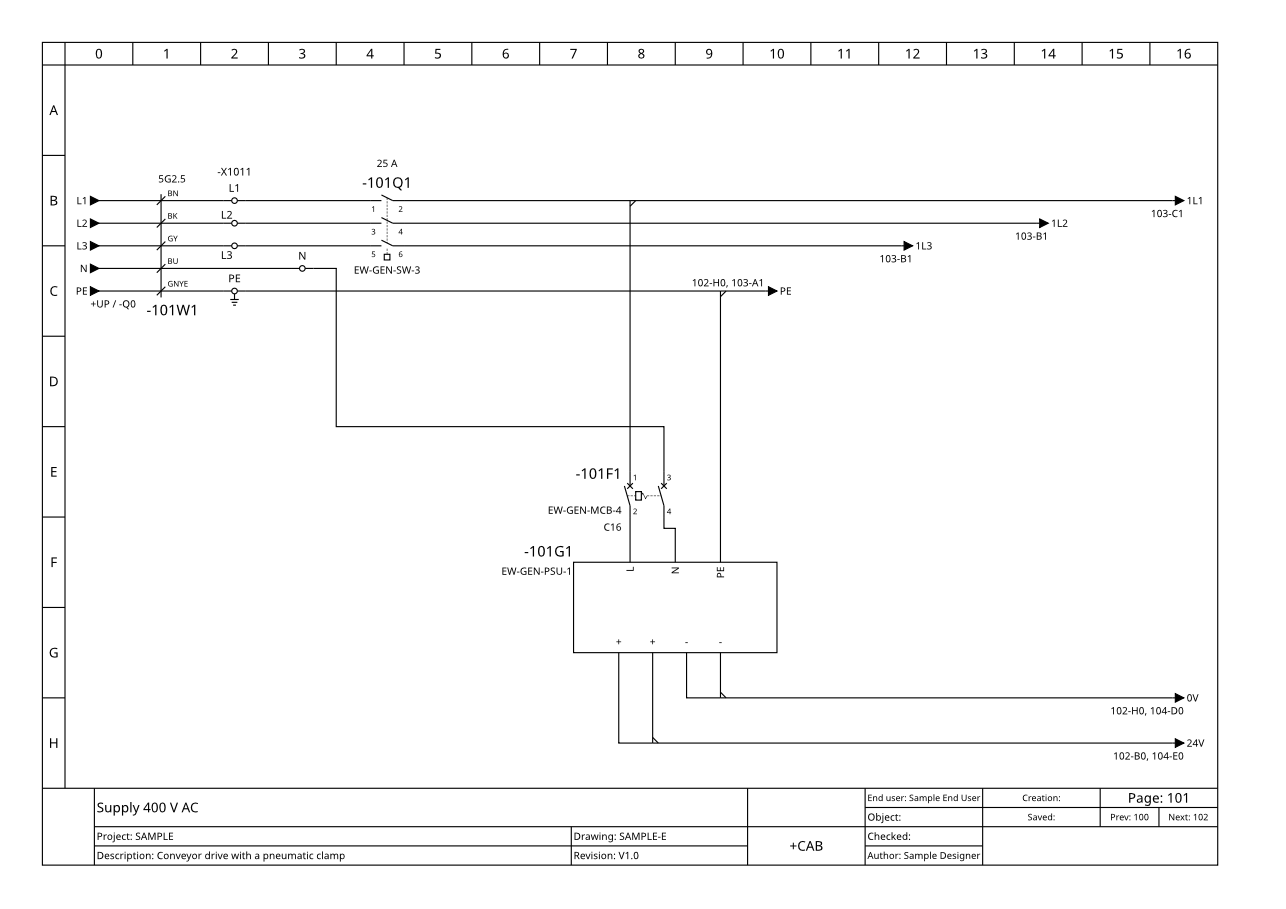 0 1 2 3 4 5 6 7 8 9 10 11 12 13 14 15 16
A
B
C
D
E
F
G
H
25 A
-101Q1
5G2.5
-X1011
L1
BN
L1
1 2
1L1
103-C1
L2
BK
L2
3 4
1L2
103-B1
L3
GY
L3
5 6
1L3
103-B1
EW-GEN-SW-3
N
BU
N
PE
GNYE
PE
102-H0, 103-A1
PE
+UP / -Q0
-101W1
-101F1
1 3
EW-GEN-MCB-4
2 4
C16
-101G1
EW-GEN-PSU-1
L N PE
+ + - -
0V
102-H0, 104-D0
24V
102-B0, 104-E0
Supply 400 V AC
Project: SAMPLE
Drawing: SAMPLE-E
Description: Conveyor drive with a pneumatic clamp
Revision: V1.0
+CAB
End user: Sample End User
Object:
Checked:
Author: Sample Designer
Creation:
Saved:
Page: 101
Prev: 100 Next: 102